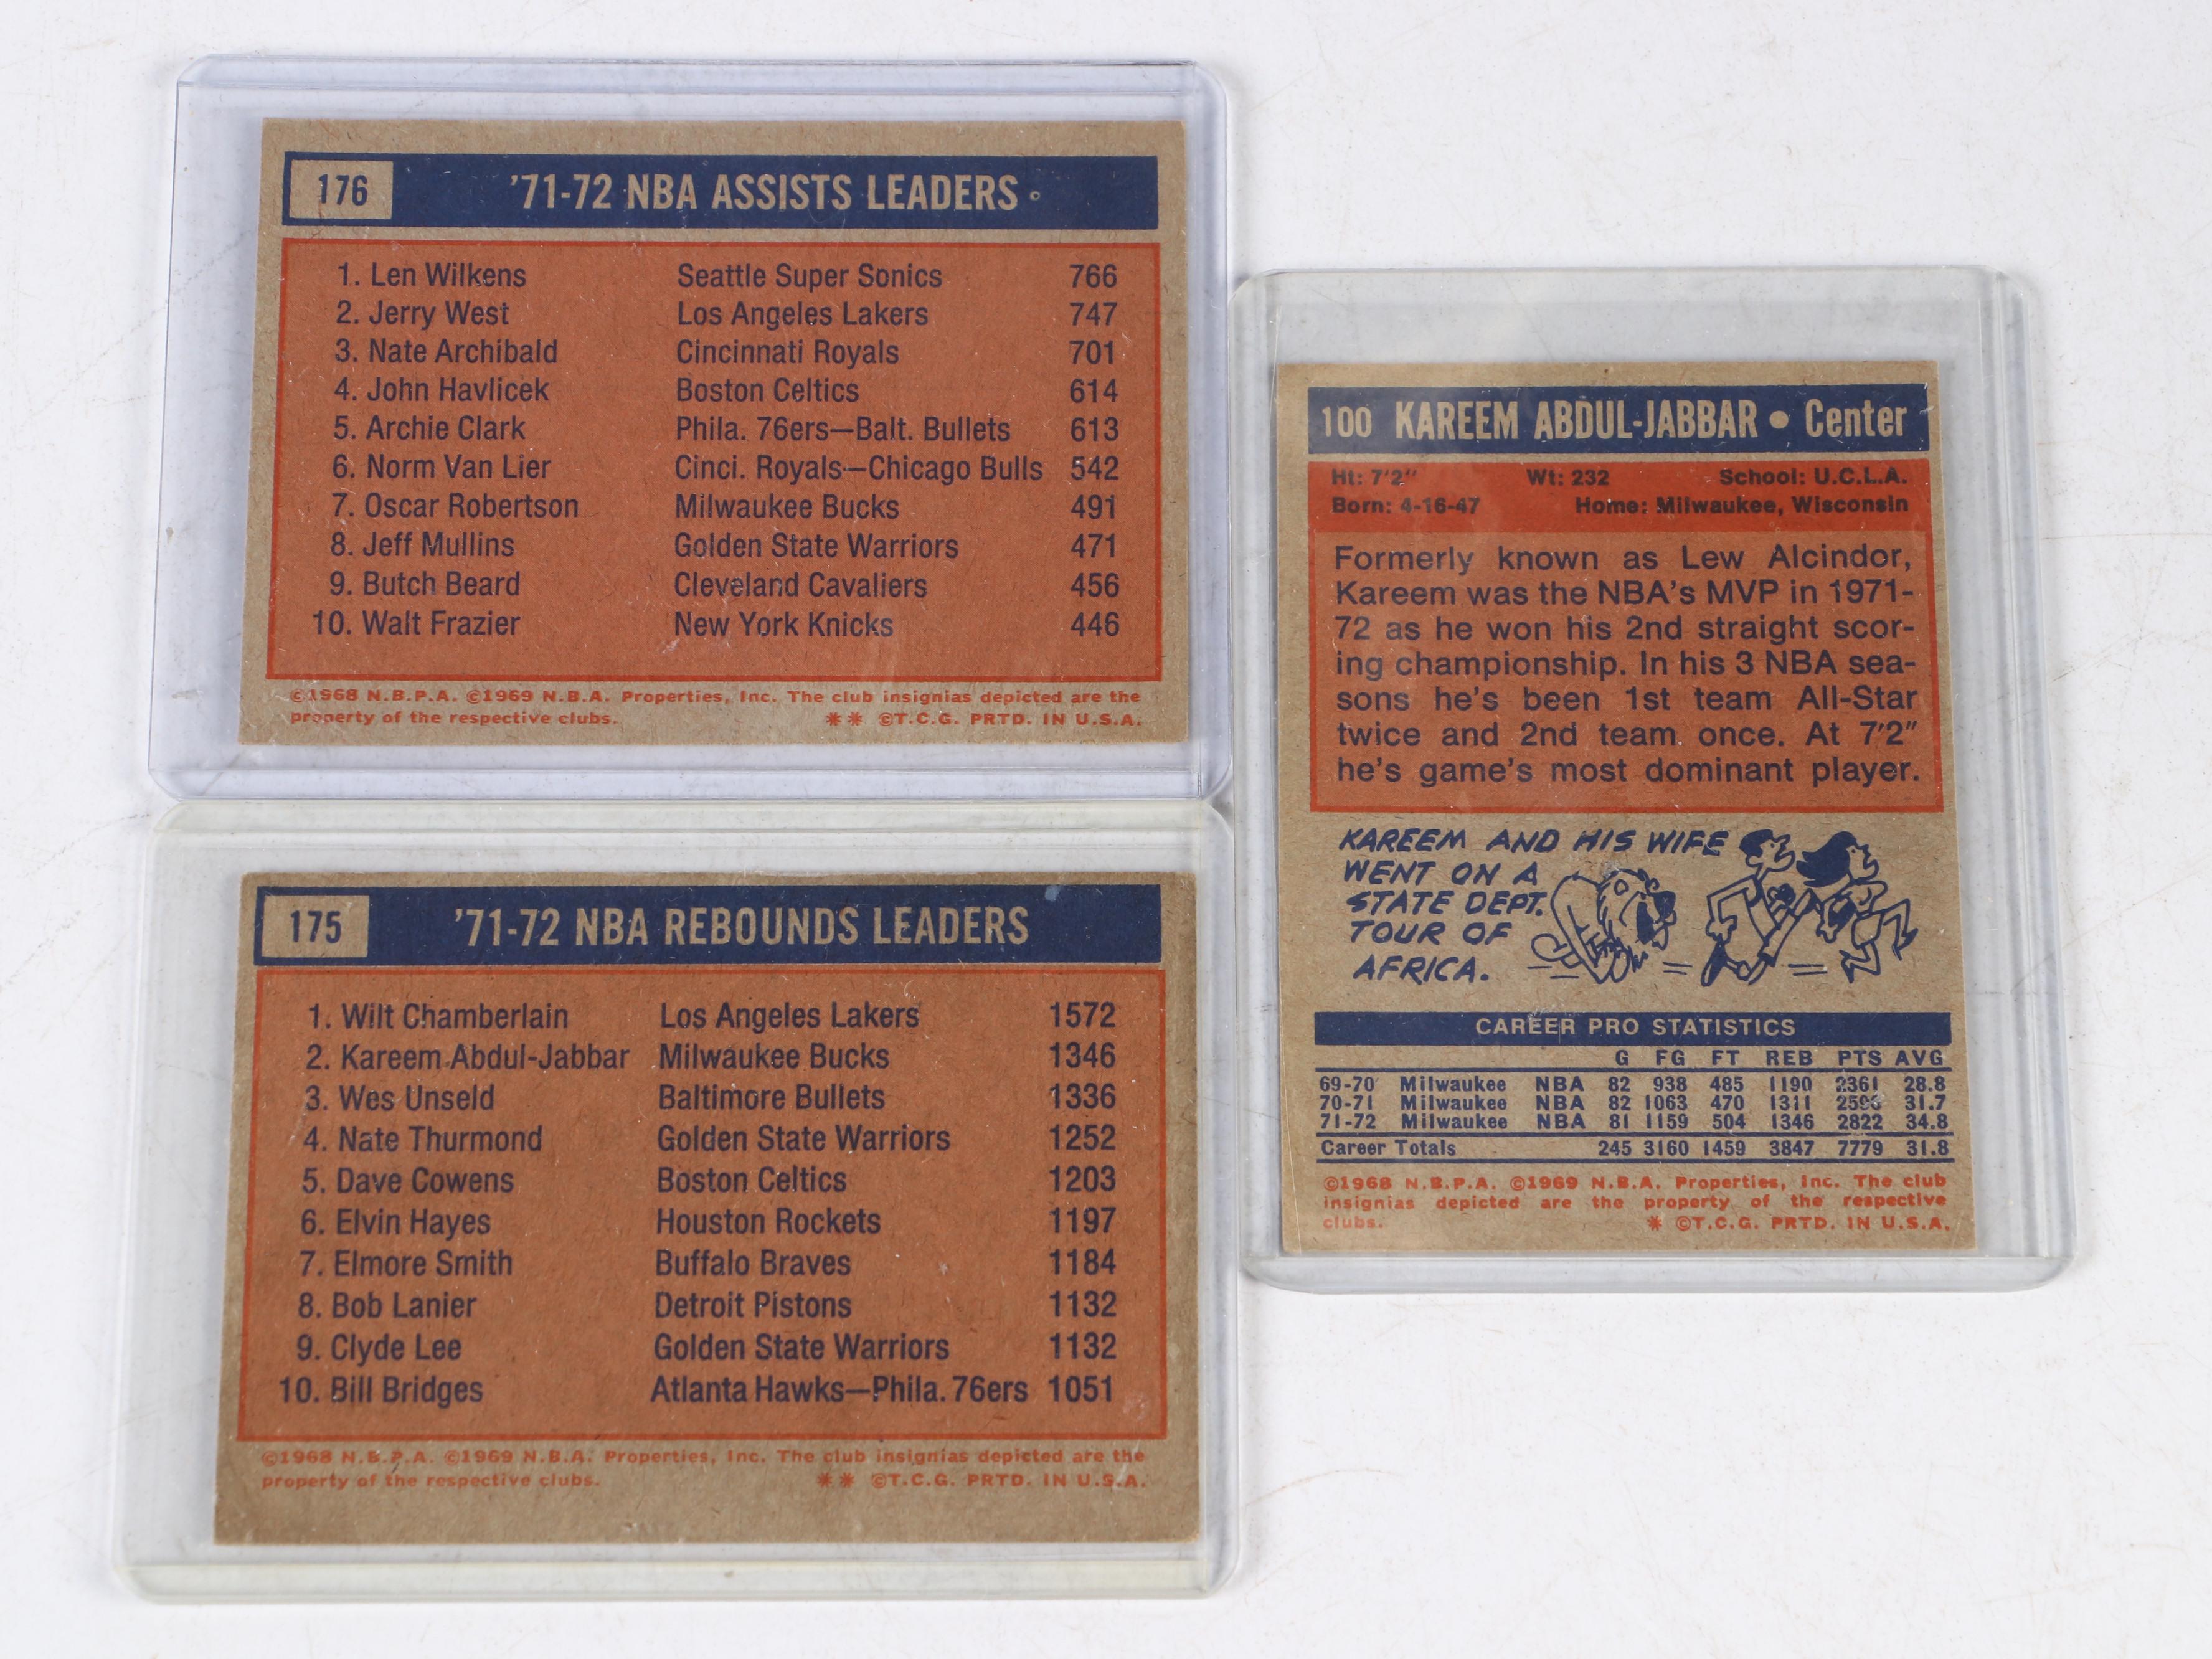 176 '71-72 NBA ASSISTS LEADERS
1. Len Wilkens Seattle Super Sonics 766
2. Jerry West Los Angeles Lakers 747
3. Nate Archibald Cincinnati Royals 701
4. John Havlicek Boston Celtics 614
5. Archie Clark Phila. 76ers—Balt. Bullets 613
6. Norm Van Lier Cinci. Royals—Chicago Bulls 542
7. Oscar Robertson Milwaukee Bucks 491
8. Jeff Mullins Golden State Warriors 471
9. Butch Beard Cleveland Cavaliers 456
10. Walt Frazier New York Knicks 446
©1968 N.B.P.A. ©1969 N.B.A. Properties, Inc. The club insignias depicted are the
property of the respective clubs. ** ©T.C.G. PRTD. IN U.S.A.
175 '71-72 NBA REBOUNDS LEADERS
1. Wilt Chamberlain Los Angeles Lakers 1572
2. Kareem Abdul-Jabbar Milwaukee Bucks 1346
3. Wes Unseld Baltimore Bullets 1336
4. Nate Thurmond Golden State Warriors 1252
5. Dave Cowens Boston Celtics 1203
6. Elvin Hayes Houston Rockets 1197
7. Elmore Smith Buffalo Braves 1184
8. Bob Lanier Detroit Pistons 1132
9. Clyde Lee Golden State Warriors 1132
10. Bill Bridges Atlanta Hawks—Phila. 76ers 1051
©1968 N.B.P.A. ©1969 N.B.A. Properties, Inc. The club insignias depicted are the
property of the respective clubs. ** ©T.C.G. PRTD. IN U.S.A.
100 KAREEM ABDUL-JABBAR • Center
Ht: 7'2" Wt: 232 School: U.C.L.A.
Born: 4-16-47 Home: Milwaukee, Wisconsin
Formerly known as Lew Alcindor,
Kareem was the NBA's MVP in 1971-
72 as he won his 2nd straight scor-
ing championship. In his 3 NBA sea-
sons he's been 1st team All-Star
twice and 2nd team once. At 7'2"
he's game's most dominant player.
KAREEM AND HIS WIFE
WENT ON A
STATE DEPT.
TOUR OF
AFRICA.
CAREER PRO STATISTICS
G FG FT REB PTS AVG
69-70 Milwaukee NBA 82 938 485 1190 2361 28.8
70-71 Milwaukee NBA 82 1063 470 1311 2596 31.7
71-72 Milwaukee NBA 81 1159 504 1346 2822 34.8
Career Totals 245 3160 1459 3847 7779 31.8
©1968 N.B.P.A. ©1969 N.B.A. Properties, Inc. The club
insignias depicted are the property of the respective
clubs. * ©T.C.G. PRTD. IN U.S.A.